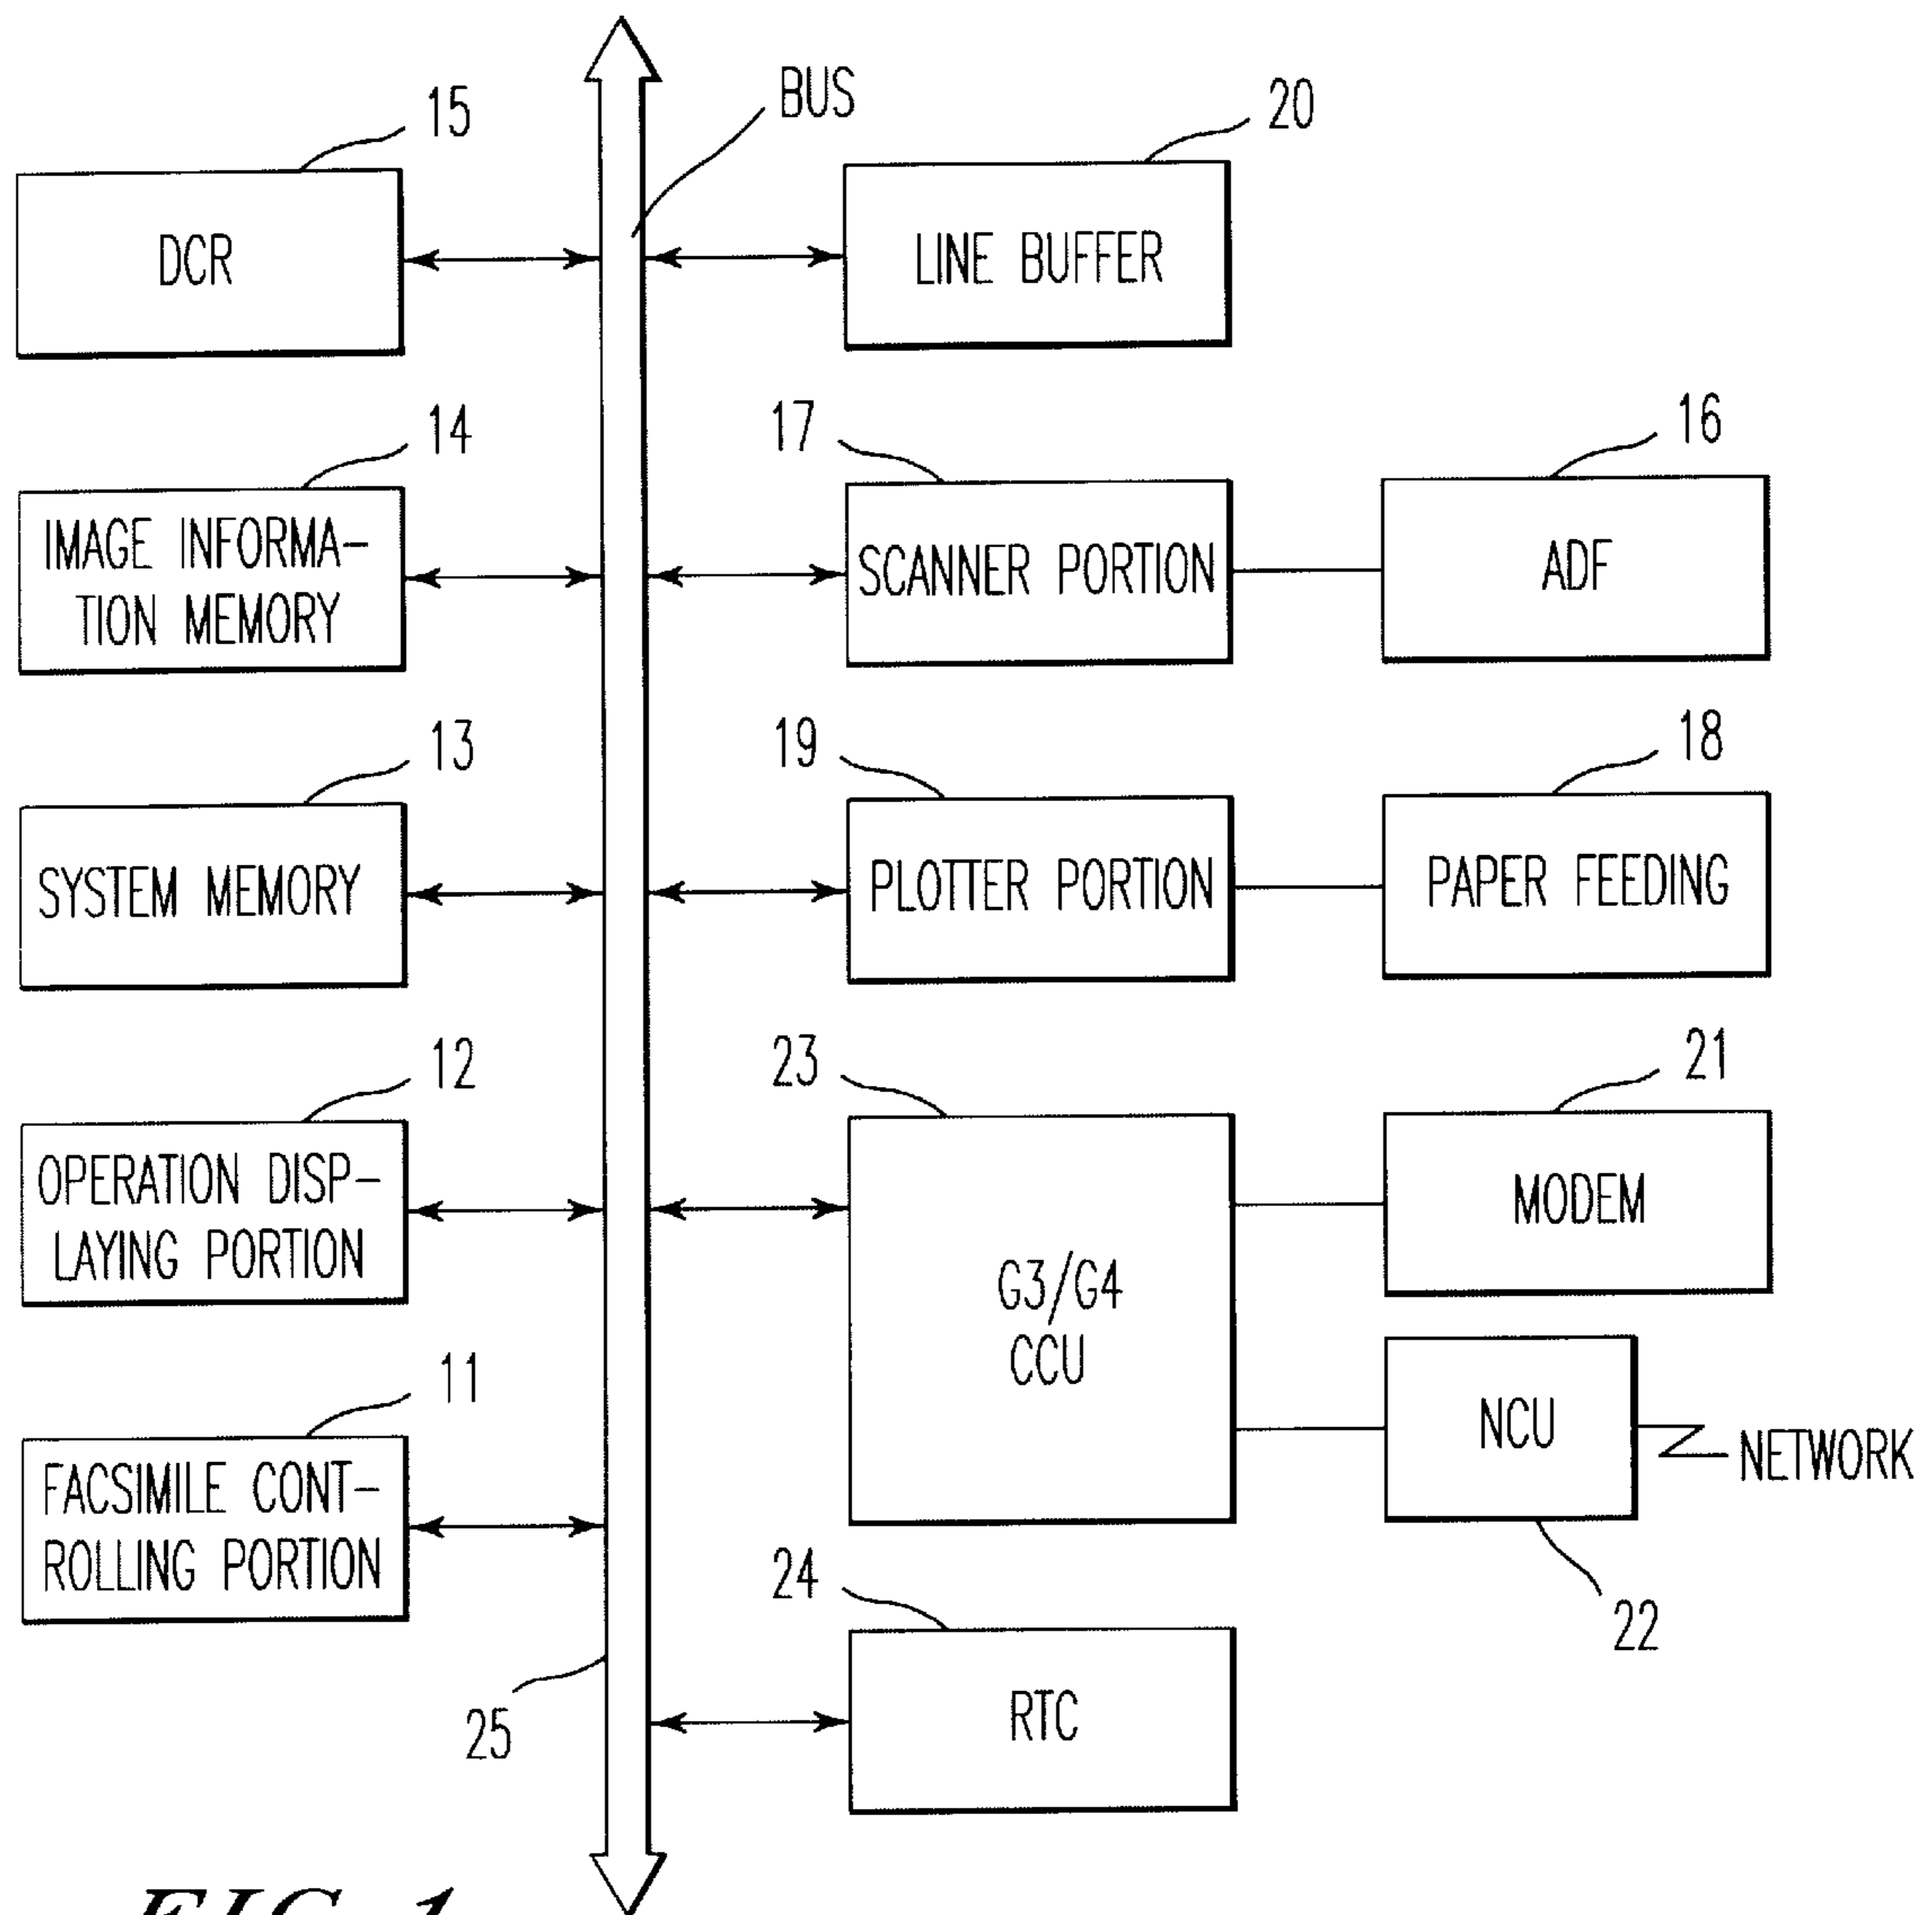 BUS
15
20
DCR
LINE BUFFER
14
17
16
IMAGE INFORMA-
TION MEMORY
SCANNER PORTION
ADF
13
19
18
SYSTEM MEMORY
PLOTTER PORTION
PAPER FEEDING
12
23
21
OPERATION DISP-
LAYING PORTION
G3/G4
CCU
MODEM
11
NCU
NETWORK
FACSIMILE CONT-
ROLLING PORTION
22
24
25
RTC
FIG. 1